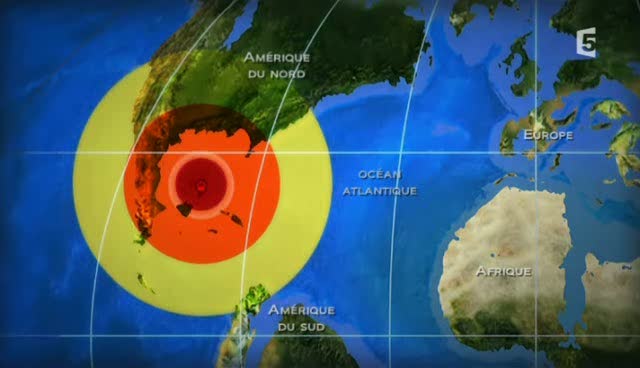 5
AMÉRIQUE
DU NORD
EUROPE
OCÉAN
ATLANTIQUE
AFRIQUE
AMÉRIQUE
DU SUD